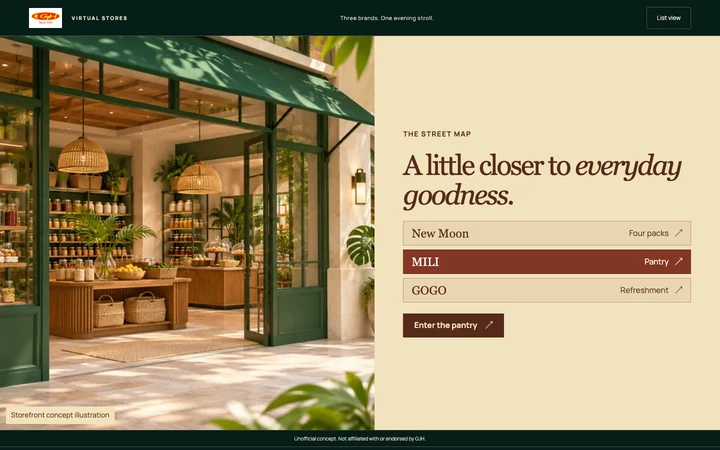 GJH
VIRTUAL STORES
Three brands. One evening stroll.
List view
THE STREET MAP
A little closer to everyday
goodness.
New Moon
Four packs
MILI
Pantry
GOGO
Refreshment
Enter the pantry
Storefront concept illustration
Unofficial concept. Not affiliated with or endorsed by GJH.